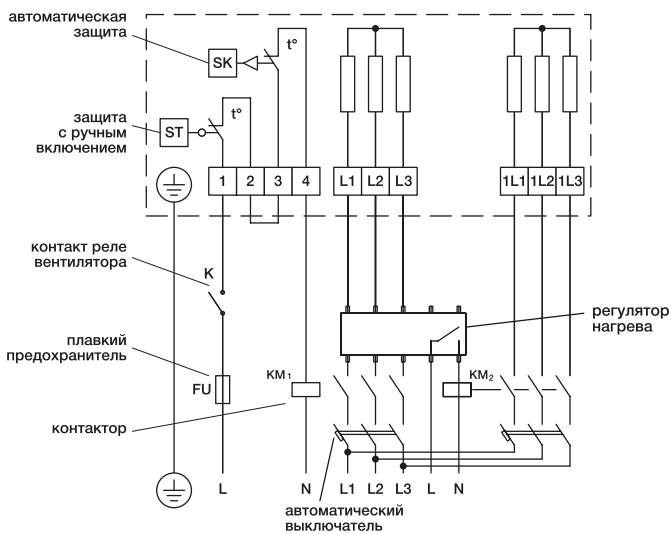 автоматическая
защита
t°
SK
защита
с ручным
включением
t°
ST
1 2 3 4 L1 L2 L3 1L1 1L2 1L3
контакт реле
вентилятора
K
регулятор
нагрева
плавкий
предохранитель
FU
KM1
KM2
контактор
L N L1 L2 L3 L N
автоматический
выключатель